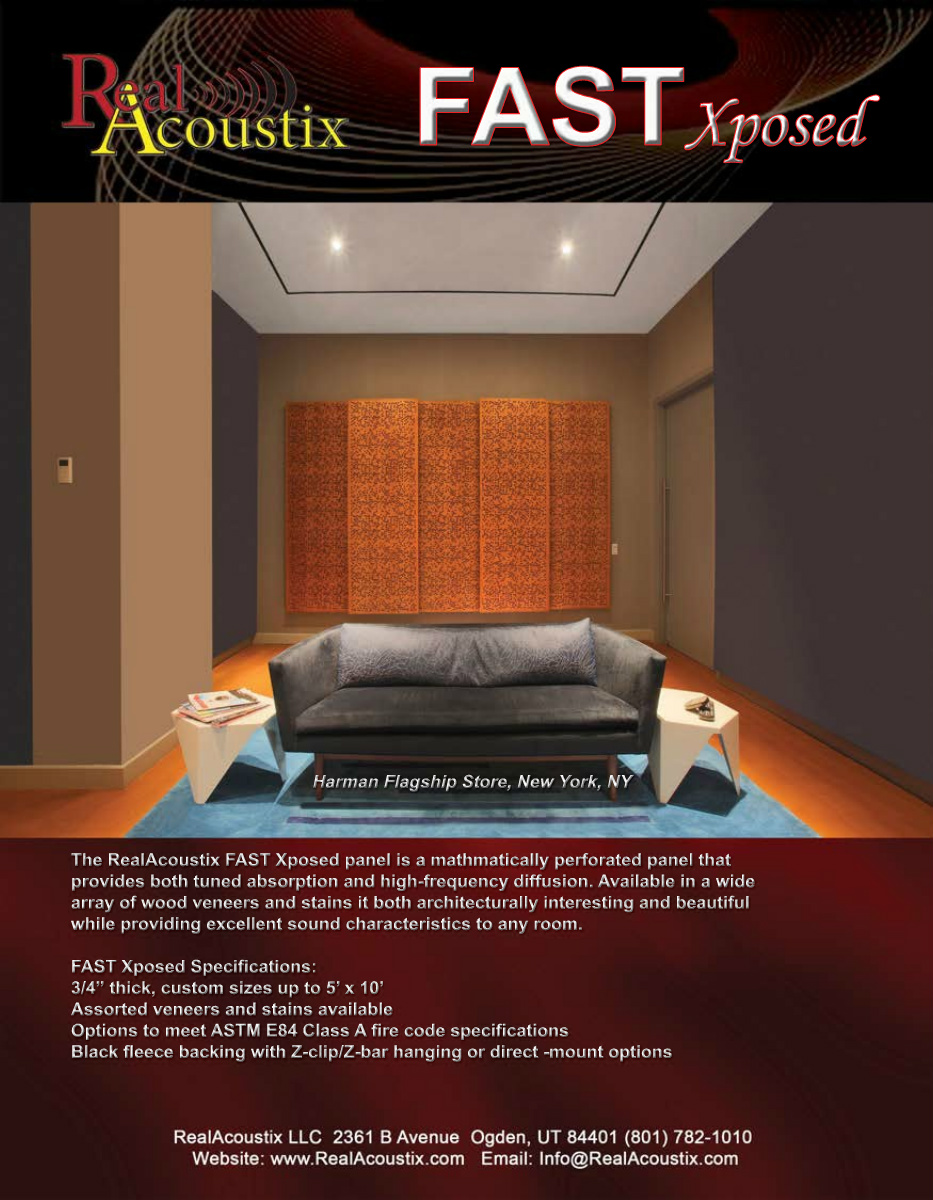 Real
Acoustix
FAST Xposed
Harman Flagship Store, New York, NY
The RealAcoustix FAST Xposed panel is a mathmatically perforated panel that
provides both tuned absorption and high-frequency diffusion. Available in a wide
array of wood veneers and stains it both architecturally interesting and beautiful
while providing excellent sound characteristics to any room.
FAST Xposed Specifications:
3/4” thick, custom sizes up to 5’ x 10’
Assorted veneers and stains available
Options to meet ASTM E84 Class A fire code specifications
Black fleece backing with Z-clip/Z-bar hanging or direct -mount options
RealAcoustix LLC  2361 B Avenue  Ogden, UT 84401 (801) 782-1010
Website: www.RealAcoustix.com   Email: Info@RealAcoustix.com